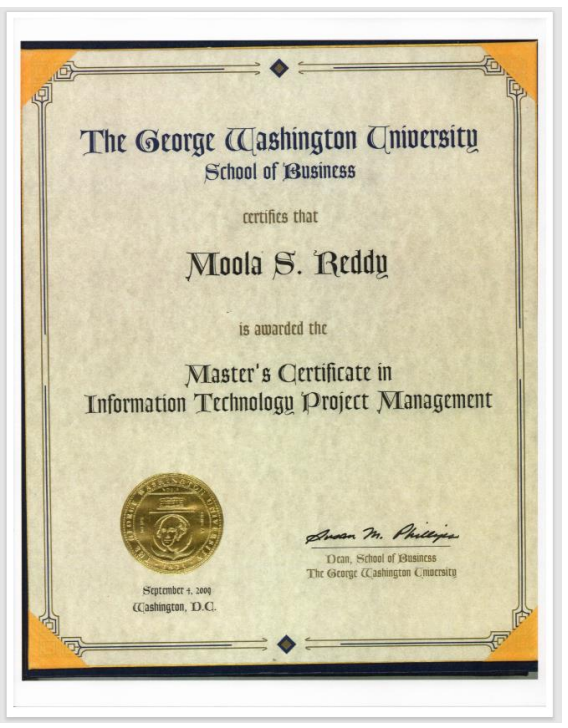 The George Washington University
School of Business
certifies that
Moola S. Reddy
is awarded the
Master's Certificate in
Information Technology Project Management
Susan M. Phillips
Dean, School of Business
The George Washington University
September 4, 2009
Washington, D.C.